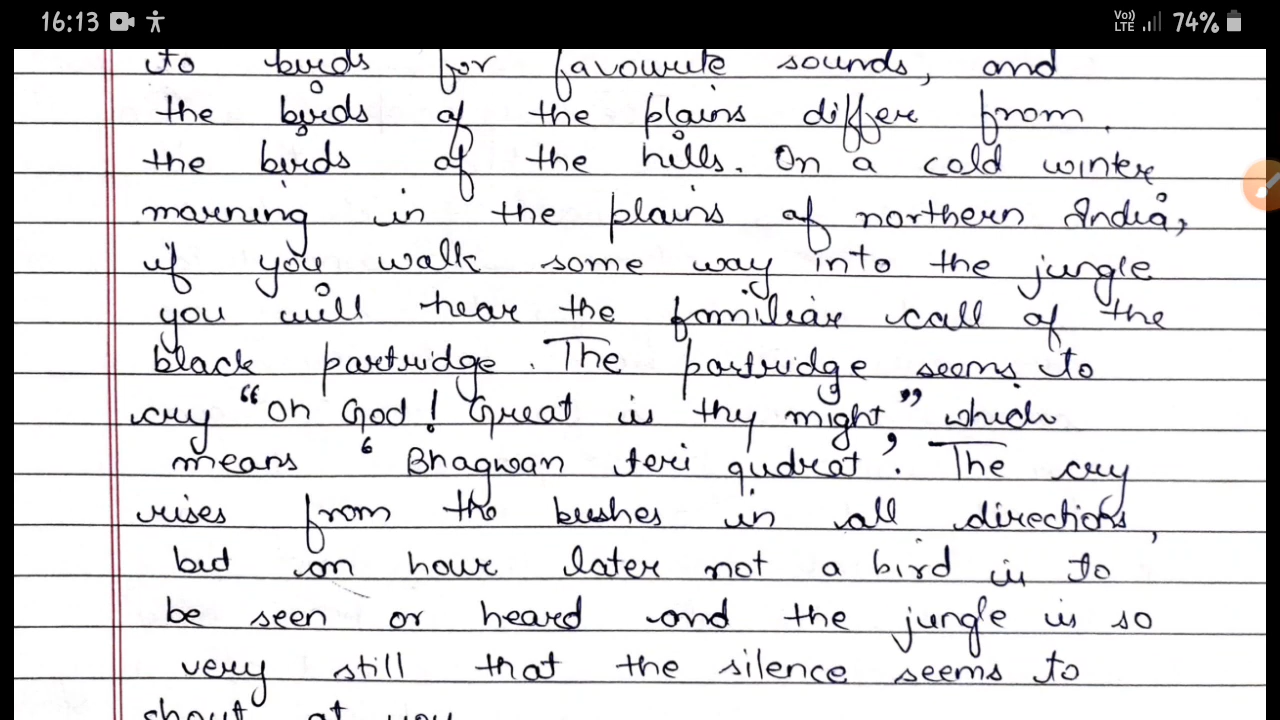 16:13 Vo)) LTE 74%
to birds for favourite sounds, and
the birds of the plains differ from
the birds of the hills. On a cold winter
morning in the plains of northern India,
if you walk some way into the jungle
you will hear the familiar call of the
black partridge. The partridge seems to
cry "Oh God! Great is thy might" which
means 'Bhagwan teri qudrat'. The cry
rises from the bushes in all directions,
but an hour later not a bird is to
be seen or heard and the jungle is so
very still that the silence seems to
shout at you